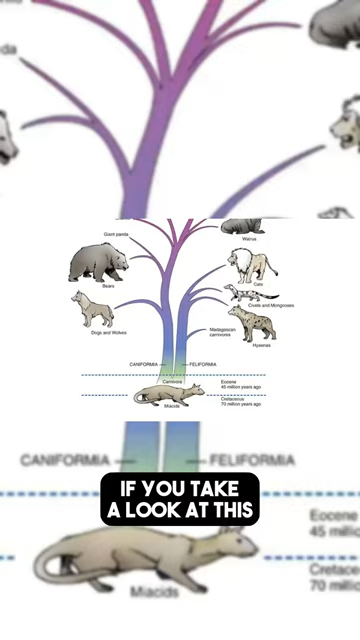 da
Giant panda
Walrus
Bears
Cats
Civets and Mongooses
Dogs and Wolves
Madagascan
carnivores
Hyaenas
CANIFORMIA
FELIFORMIA
Carnivora
Eocene
45 million years ago
Miacids
Cretaceous
70 million years ago
CANIFORMIA
FELIFORMIA
IF YOU TAKE
A LOOK AT THIS
Eocene
45 millio
Cretace
70 milli
Miacids